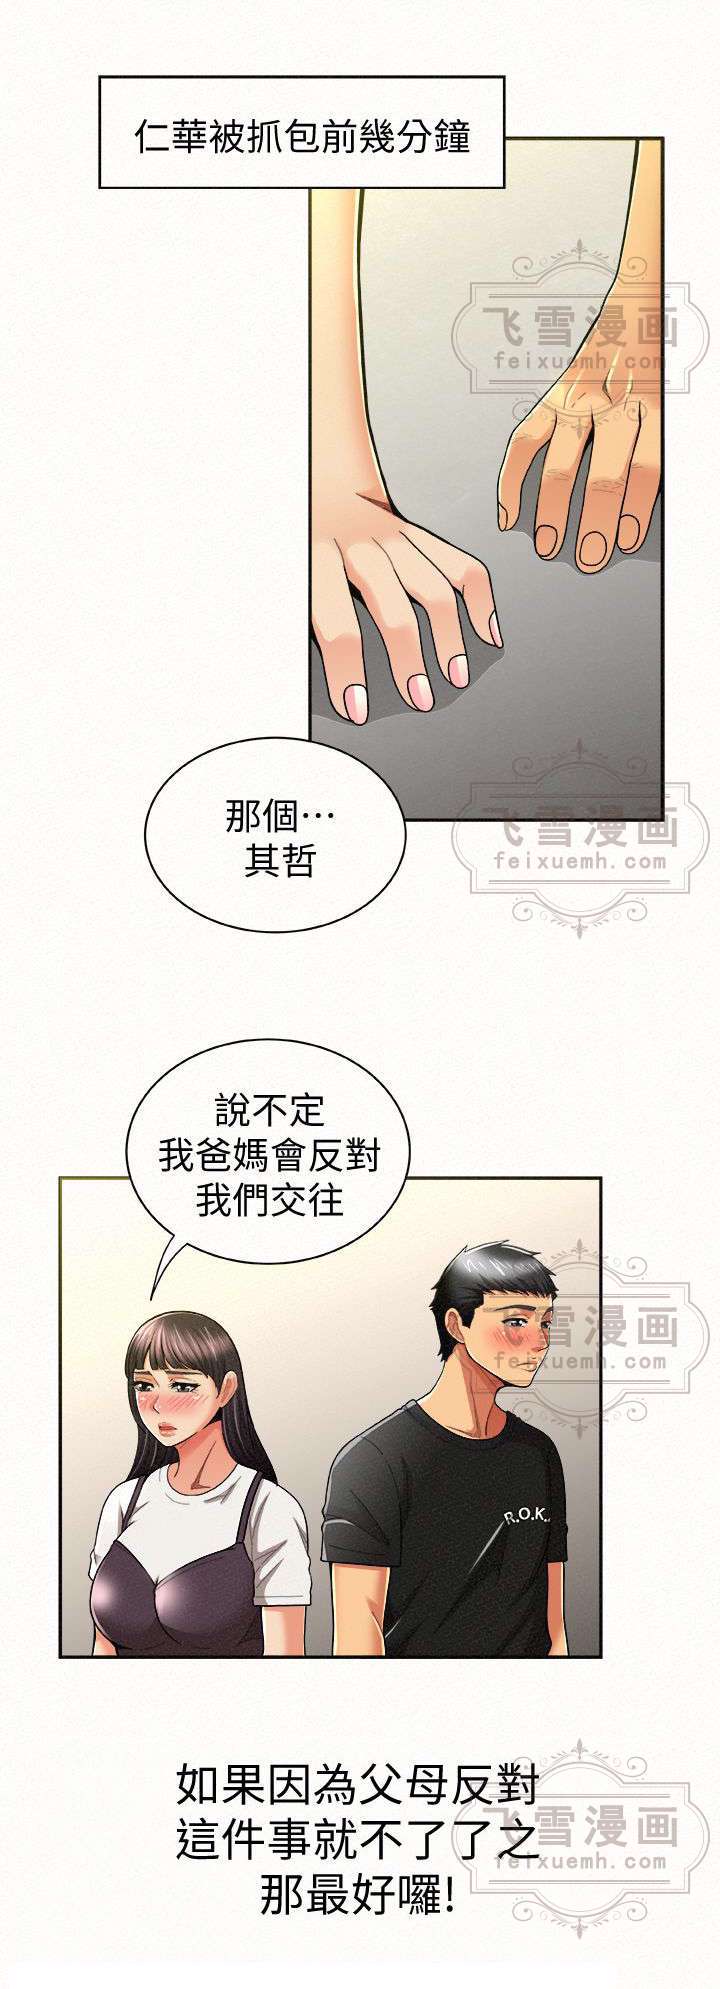 仁華被抓包前幾分鐘
飞雪漫画
feixuemh.com
那個…
其哲
飞雪漫画
feixuemh.com
說不定
我爸媽會反對
我們交往
飞雪漫画
feixuemh.com
R.O.K.
如果因為父母反對
這件事就不了了之
那最好囉!
飞雪漫画
feixuemh.com